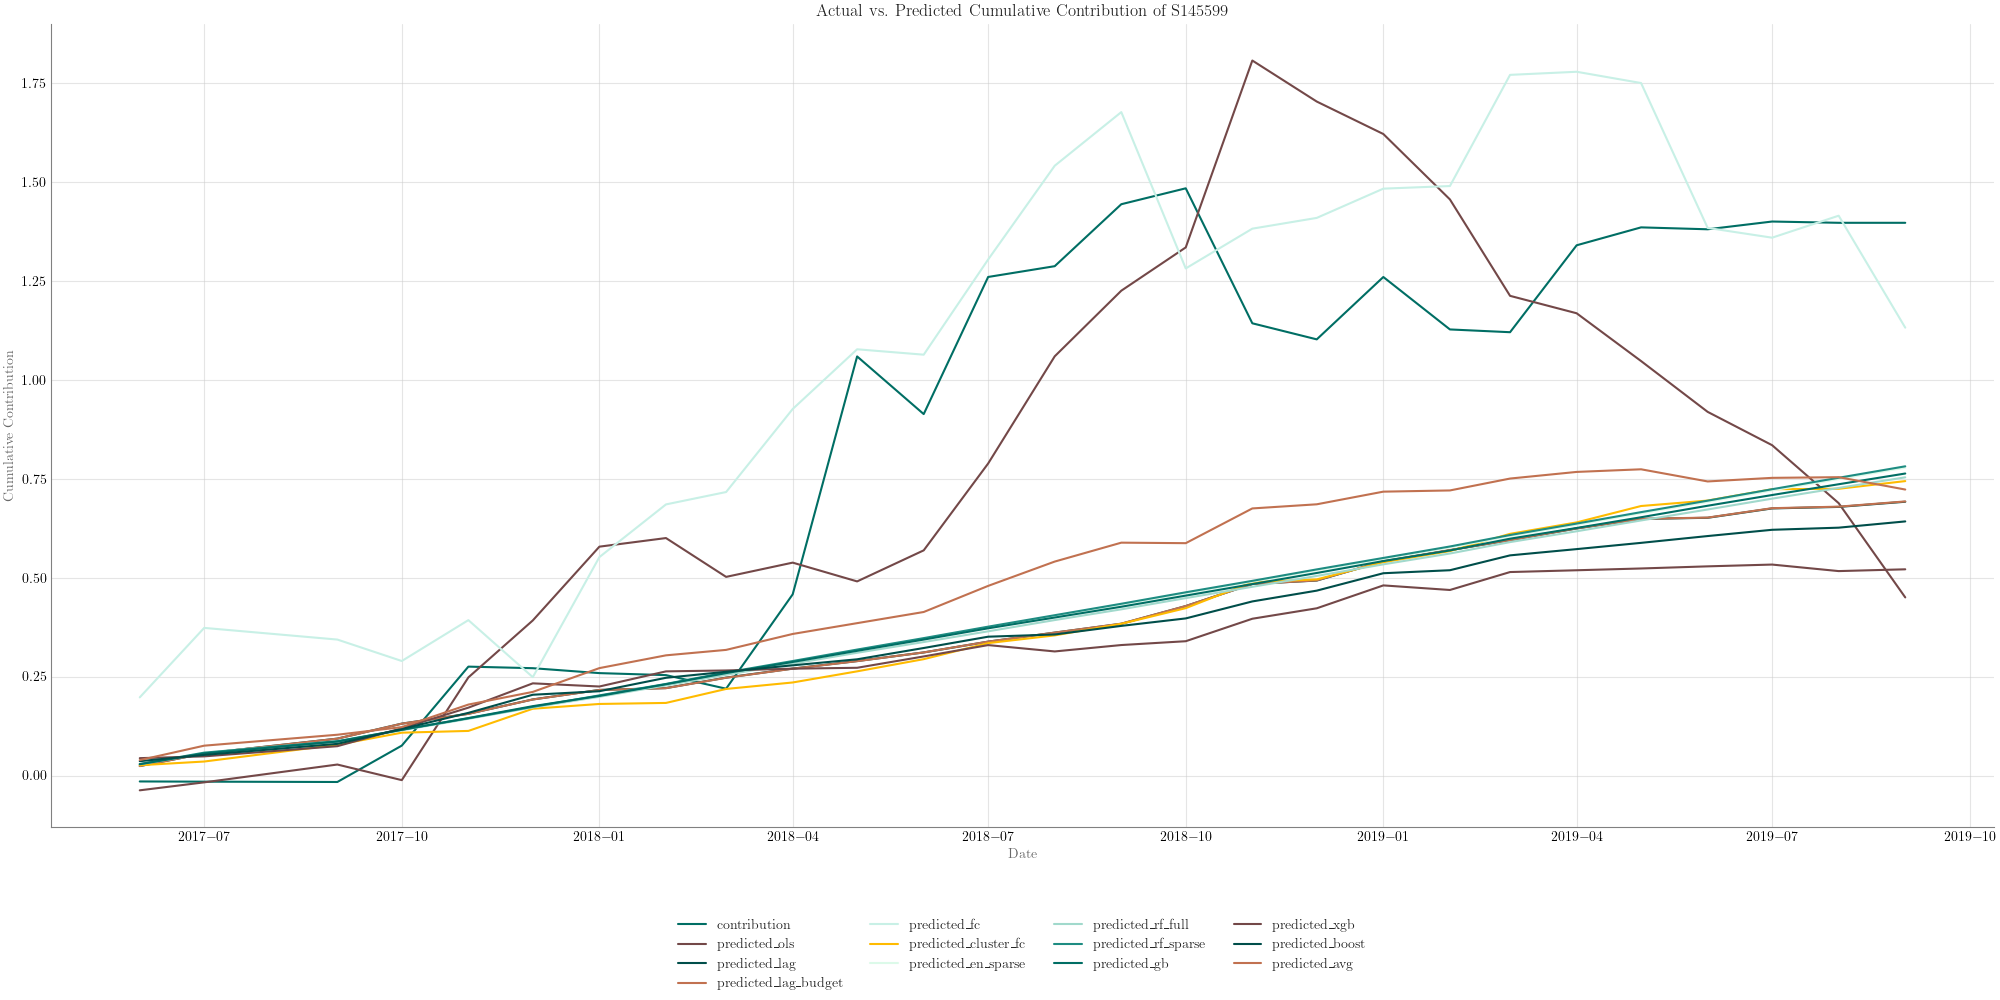 Actual vs. Predicted Cumulative Contribution of S145599
Cumulative Contribution
1.75
1.50
1.25
1.00
0.75
0.50
0.25
0.00
2017–07 2017–10 2018–01 2018–04 2018–07 2018–10 2019–01 2019–04 2019–07 2019–10
Date
contribution predicted_fc predicted_rf_full predicted_xgb
predicted_ols predicted_cluster_fc predicted_rf_sparse predicted_boost
predicted_lag predicted_en_sparse predicted_gb predicted_avg
predicted_lag_budget